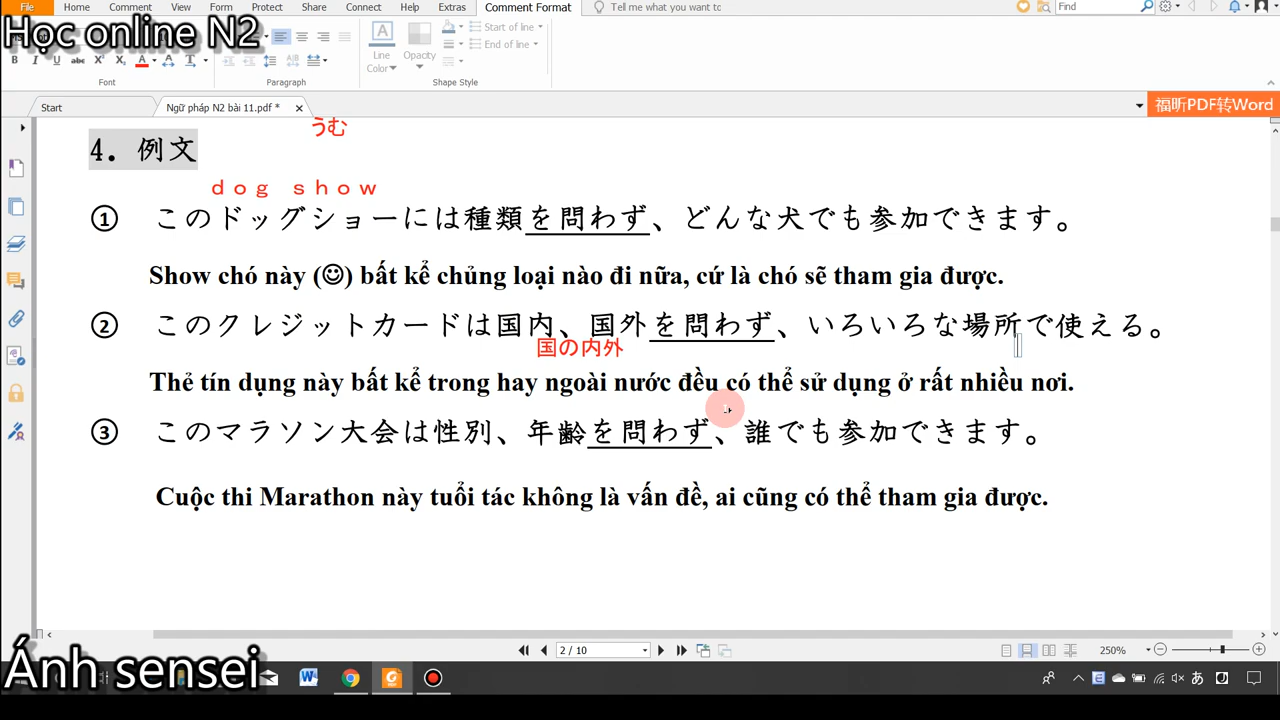 File Home Comment View Form Protect Share Connect Help Extras Comment Format Tell me what you want to Find
Học online N2
Start of line
End of line
Line Color
Opacity
Font Paragraph Shape Style
Start Ngữ pháp N2 bài 11.pdf * 福昕PDF转Word
うむ
4．例文
ｄｏｇ ｓｈｏｗ
① このドッグショーには種類を問わず、どんな犬でも参加できます。
Show chó này (☺) bất kể chủng loại nào đi nữa, cứ là chó sẽ tham gia được.
② このクレジットカードは国内、国外を問わず、いろいろな場所で使える。
国の内外
Thẻ tín dụng này bất kể trong hay ngoài nước đều có thể sử dụng ở rất nhiều nơi.
③ このマラソン大会は性別、年齢を問わず、誰でも参加できます。
Cuộc thi Marathon này tuổi tác không là vấn đề, ai cũng có thể tham gia được.
2 / 10 250%
Ánh sensei